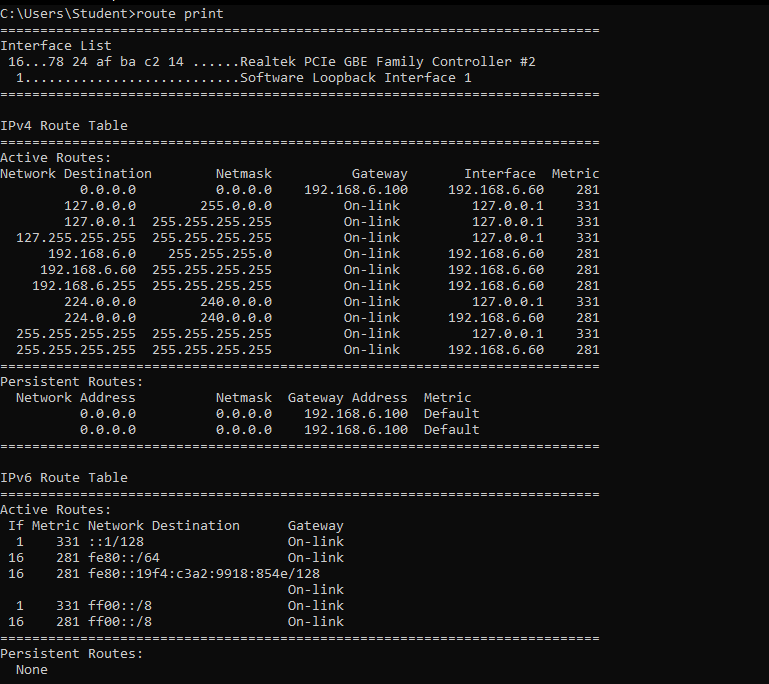 C:\Users\Student>route print
===========================================================================
Interface List
 16...78 24 af ba c2 14 ......Realtek PCIe GBE Family Controller #2
  1...........................Software Loopback Interface 1
===========================================================================

IPv4 Route Table
===========================================================================
Active Routes:
Network Destination        Netmask          Gateway       Interface  Metric
          0.0.0.0          0.0.0.0    192.168.6.100     192.168.6.60    281
        127.0.0.0        255.0.0.0         On-link         127.0.0.1    331
        127.0.0.1  255.255.255.255         On-link         127.0.0.1    331
  127.255.255.255  255.255.255.255         On-link         127.0.0.1    331
      192.168.6.0    255.255.255.0         On-link      192.168.6.60    281
     192.168.6.60  255.255.255.255         On-link      192.168.6.60    281
    192.168.6.255  255.255.255.255         On-link      192.168.6.60    281
        224.0.0.0        240.0.0.0         On-link         127.0.0.1    331
        224.0.0.0        240.0.0.0         On-link      192.168.6.60    281
  255.255.255.255  255.255.255.255         On-link         127.0.0.1    331
  255.255.255.255  255.255.255.255         On-link      192.168.6.60    281
===========================================================================
Persistent Routes:
  Network Address          Netmask  Gateway Address  Metric
          0.0.0.0          0.0.0.0    192.168.6.100  Default
          0.0.0.0          0.0.0.0    192.168.6.100  Default
===========================================================================

IPv6 Route Table
===========================================================================
Active Routes:
 If Metric Network Destination      Gateway
  1    331 ::1/128                  On-link
 16    281 fe80::/64                On-link
 16    281 fe80::19f4:c3a2:9918:854e/128
                                    On-link
  1    331 ff00::/8                 On-link
 16    281 ff00::/8                 On-link
===========================================================================
Persistent Routes:
  None